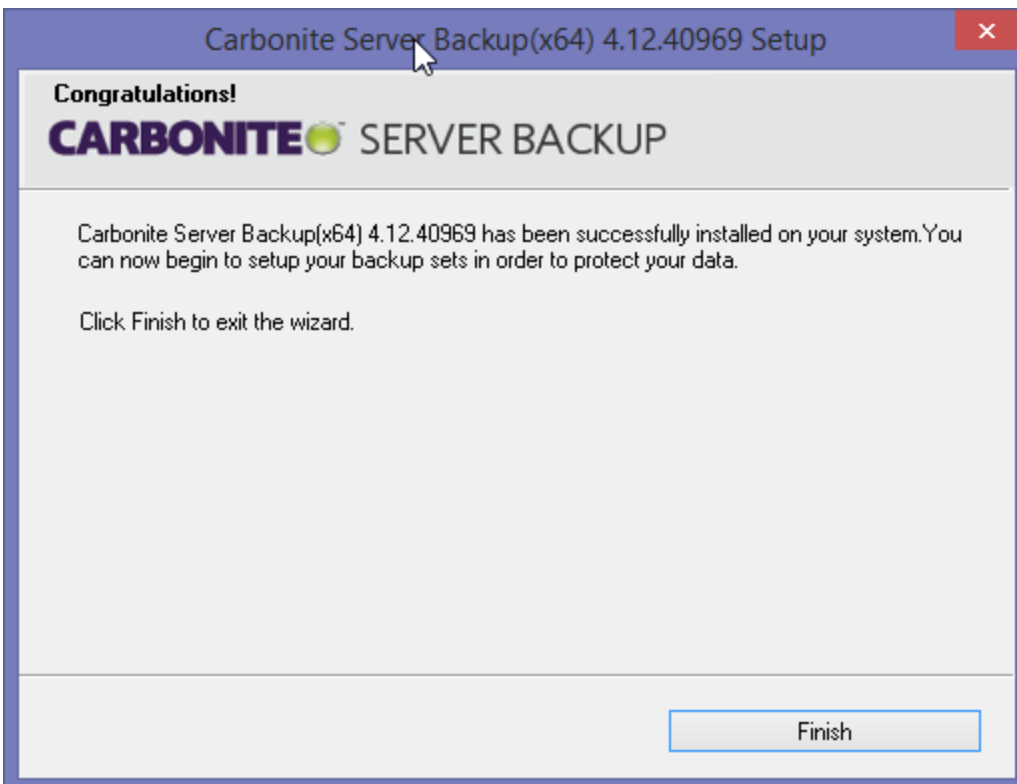 Carbonite Server Backup(x64) 4.12.40969 Setup
Congratulations!
CARBONITE™ SERVER BACKUP
Carbonite Server Backup(x64) 4.12.40969 has been successfully installed on your system.You
can now begin to setup your backup sets in order to protect your data.
Click Finish to exit the wizard.
Finish